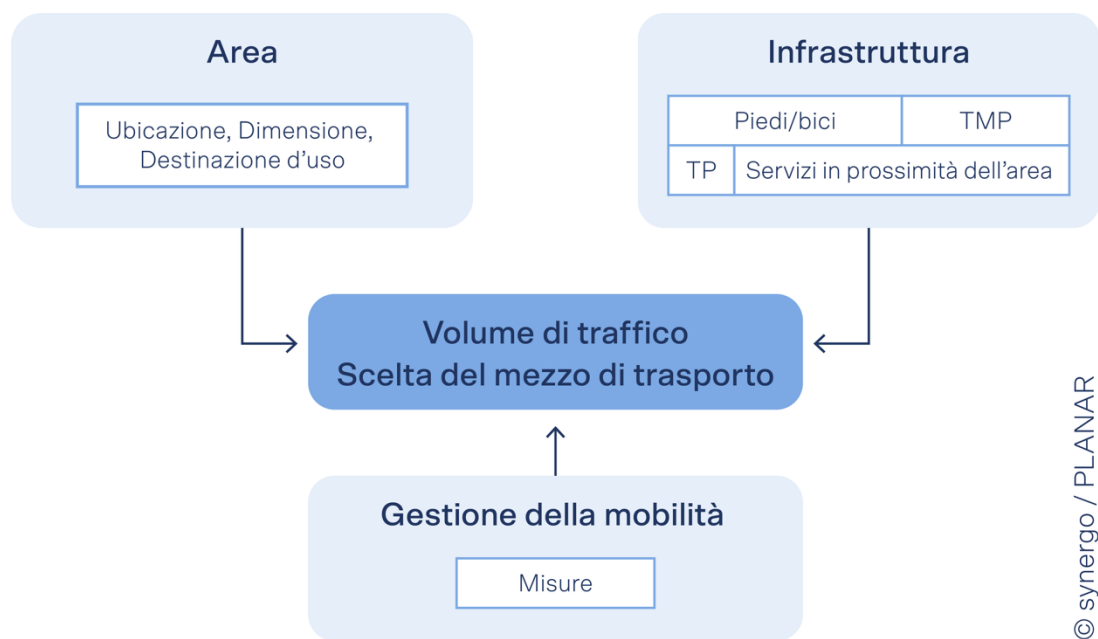 Area
Ubicazione, Dimensione,
Destinazione d’uso
Infrastruttura
Piedi/bici
TMP
TP
Servizi in prossimità dell’area
Volume di traffico
Scelta del mezzo di trasporto
Gestione della mobilità
Misure
© synergo / PLANAR